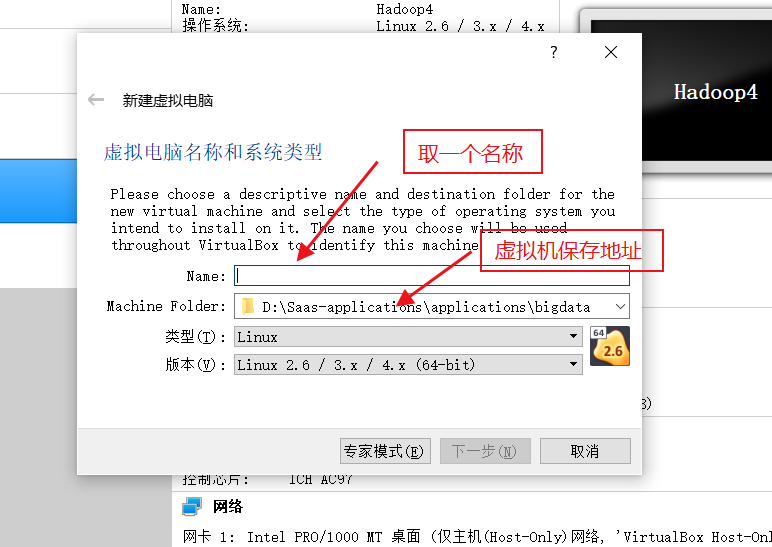 Name: Hadoop4
操作系统: Linux 2.6 / 3.x / 4.x
Hadoop4
?
新建虚拟电脑
虚拟电脑名称和系统类型
取一个名称
Please choose a descriptive name and destination folder for the
new virtual machine and select the type of operating system you
intend to install on it. The name you choose will be used
throughout VirtualBox to identify this machine
虚拟机保存地址
Name:
Machine Folder: D:\Saas-applications\applications\bigdata
类型(T): Linux
64
2.6
版本(V): Linux 2.6 / 3.x / 4.x (64-bit)
专家模式(E) 下一步(N) 取消
控制芯片: ICH AC97
网络
网卡 1: Intel PRO/1000 MT 桌面 (仅主机(Host-Only)网络, 'VirtualBox Host-Onl